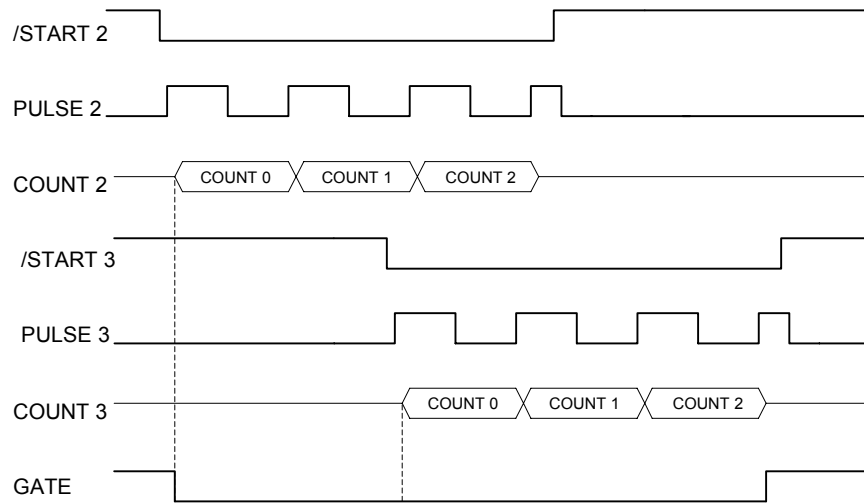 /START 2
PULSE 2
COUNT 2 COUNT 0 COUNT 1 COUNT 2
/START 3
PULSE 3
COUNT 3 COUNT 0 COUNT 1 COUNT 2
GATE